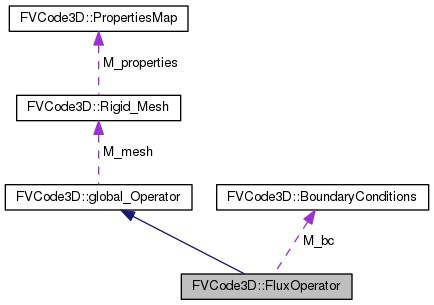 FVCode3D::PropertiesMap
M_properties
FVCode3D::Rigid_Mesh
M_mesh
FVCode3D::global_Operator
FVCode3D::BoundaryConditions
M_bc
FVCode3D::FluxOperator